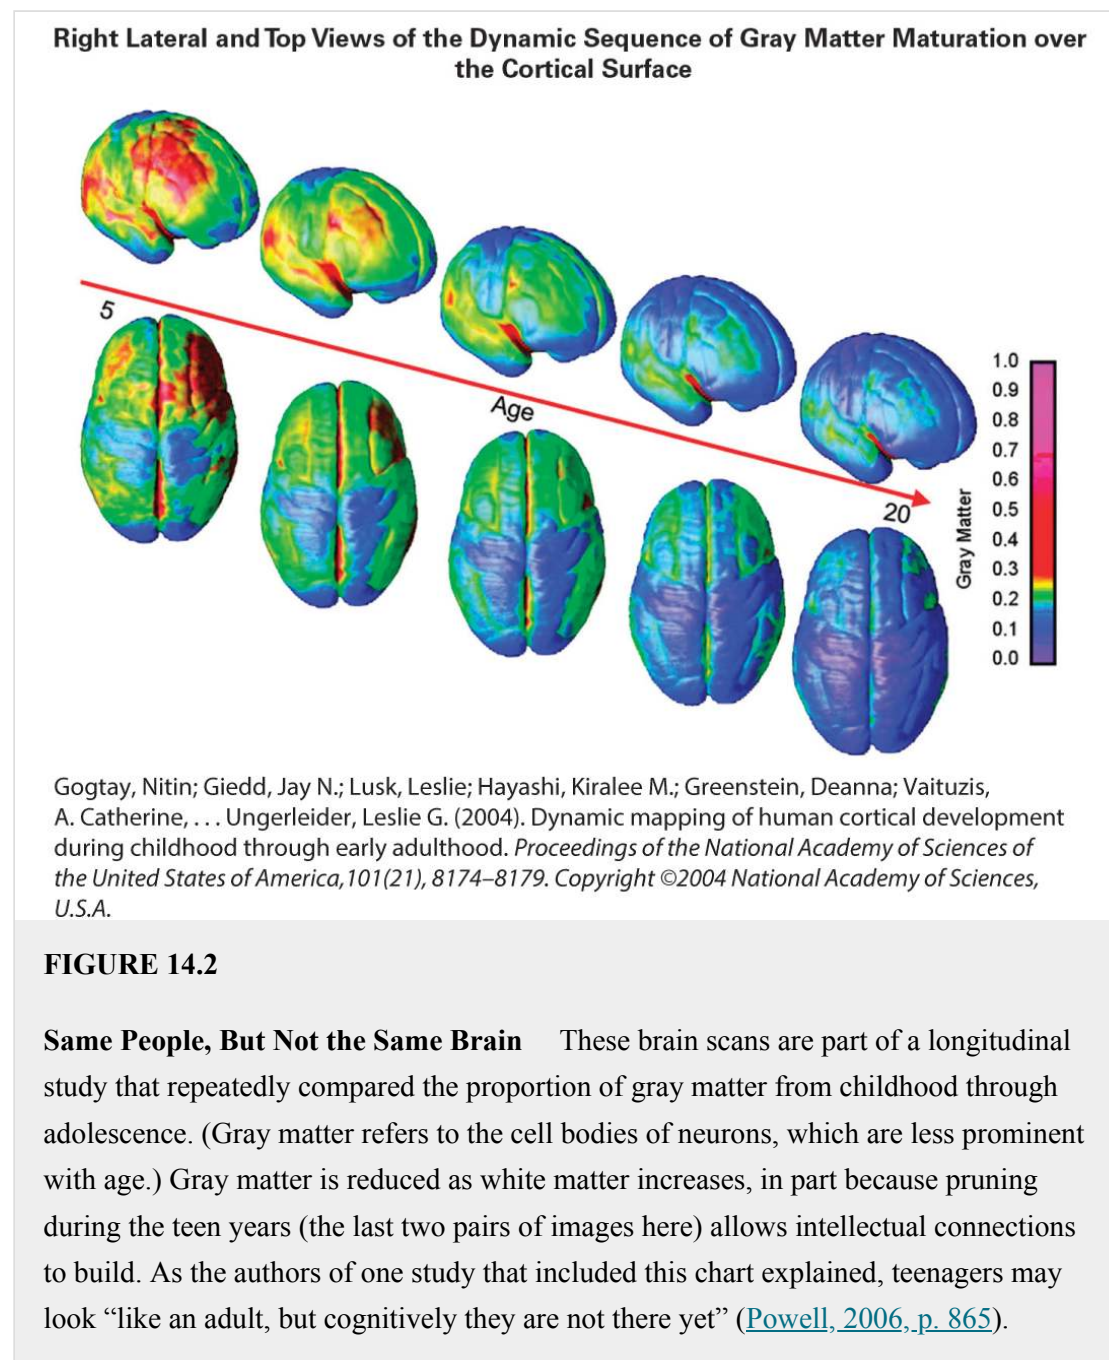 Right Lateral and Top Views of the Dynamic Sequence of Gray Matter Maturation over
the Cortical Surface
5
Age
20
Gray Matter
1.0
0.9
0.8
0.7
0.6
0.5
0.4
0.3
0.2
0.1
0.0
Gogtay, Nitin; Giedd, Jay N.; Lusk, Leslie; Hayashi, Kiralee M.; Greenstein, Deanna; Vaituzis,
A. Catherine, . . . Ungerleider, Leslie G. (2004). Dynamic mapping of human cortical development
during childhood through early adulthood. Proceedings of the National Academy of Sciences of
the United States of America,101(21), 8174–8179. Copyright ©2004 National Academy of Sciences,
U.S.A.
FIGURE 14.2
Same People, But Not the Same Brain These brain scans are part of a longitudinal
study that repeatedly compared the proportion of gray matter from childhood through
adolescence. (Gray matter refers to the cell bodies of neurons, which are less prominent
with age.) Gray matter is reduced as white matter increases, in part because pruning
during the teen years (the last two pairs of images here) allows intellectual connections
to build. As the authors of one study that included this chart explained, teenagers may
look “like an adult, but cognitively they are not there yet” (Powell, 2006, p. 865).